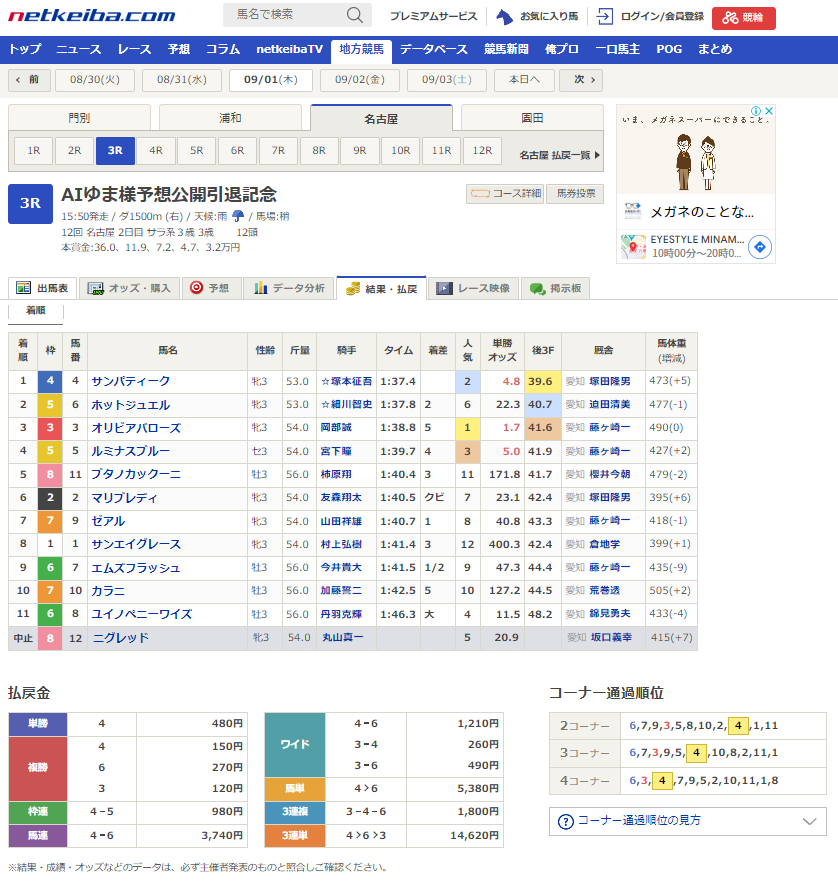 netkeiba.com
馬名で検索
プレミアムサービス
お気に入り馬
ログイン/会員登録
競輪
トップ ニュース レース 予想 コラム netkeibaTV 地方競馬 データベース 競馬新聞 俺プロ 一口馬主 POG まとめ
前 08/30(火) 08/31(水) 09/01(木) 09/02(金) 09/03(土) 本日へ 次
門別 浦和 名古屋 園田
1R 2R 3R 4R 5R 6R 7R 8R 9R 10R 11R 12R 名古屋 払戻一覧
いま、メガネスーパーにできること。
メガネのことな...
EYESTYLE MINAM...
10時00分〜20時0...
3R
AIゆま様予想公開引退記念
コース詳細 馬券投票
15:50発走 / ダ1500m (右) / 天候:雨 / 馬場:稍
12回 名古屋 2日目 サラ系３歳 3歳 12頭
本賞金:36.0、11.9、7.2、4.7、3.2万円
出馬表 オッズ・購入 予想 データ分析 結果・払戻 レース映像 掲示板
着順
着順 枠 馬番 馬名 性齢 斤量 騎手 タイム 着差 人気 単勝オッズ 後3F 厩舎 馬体重(増減)
1 4 4 サンパティーク 牝3 53.0 ☆塚本征吾 1:37.4 2 4.8 39.6 愛知 塚田隆男 473(+5)
2 5 6 ホットジュエル 牝3 53.0 ☆細川智史 1:37.8 2 6 22.3 40.7 愛知 迫田清美 477(-1)
3 3 3 オリビアバローズ 牝3 54.0 岡部誠 1:38.8 5 1 1.7 41.6 愛知 藤ヶ崎一 490(0)
4 5 5 ルミナスブルー セ3 54.0 宮下瞳 1:39.7 4 3 5.0 41.9 愛知 藤ヶ崎一 427(+2)
5 8 11 ブタノカックーニ 牡3 56.0 柿原翔 1:40.4 3 11 171.8 41.7 愛知 櫻井今朝 479(-2)
6 2 2 マリブレディ 牝3 54.0 友森翔太 1:40.5 クビ 7 23.1 42.4 愛知 塚田隆男 395(+6)
7 7 9 ゼアル 牝3 54.0 山田祥雄 1:40.7 1 8 40.8 43.3 愛知 藤ヶ崎一 418(-1)
8 1 1 サンエイグレース 牝3 54.0 村上弘樹 1:41.4 3 12 400.3 42.4 愛知 倉地学 399(+1)
9 6 7 エムズフラッシュ 牡3 56.0 今井貴大 1:41.5 1/2 9 47.3 44.4 愛知 藤ヶ崎一 435(-9)
10 7 10 カラニ 牡3 56.0 加藤誓二 1:42.5 5 10 127.2 44.5 愛知 荒巻透 505(+2)
11 6 8 ユイノペニーワイズ 牡3 56.0 丹羽克輝 1:46.3 大 4 11.5 48.2 愛知 錦見勇夫 433(-4)
中止 8 12 ニグレッド 牝3 54.0 丸山真一 5 20.9 愛知 坂口義幸 415(+7)
払戻金
単勝 4 480円
複勝 4 150円
6 270円
3 120円
枠連 4－5 980円
馬連 4－6 3,740円
ワイド 4－6 1,210円
3－4 260円
3－6 490円
馬単 4>6 5,380円
3連複 3－4－6 1,800円
3連単 4>6>3 14,620円
コーナー通過順位
2コーナー 6,7,9,3,5,8,10,2,4,1,11
3コーナー 6,7,3,9,5,4,10,8,2,11,1
4コーナー 6,3,4,7,9,5,2,10,11,1,8
? コーナー通過順位の見方
※結果・成績・オッズなどのデータは、必ず主催者発表のものと照合しご確認ください。